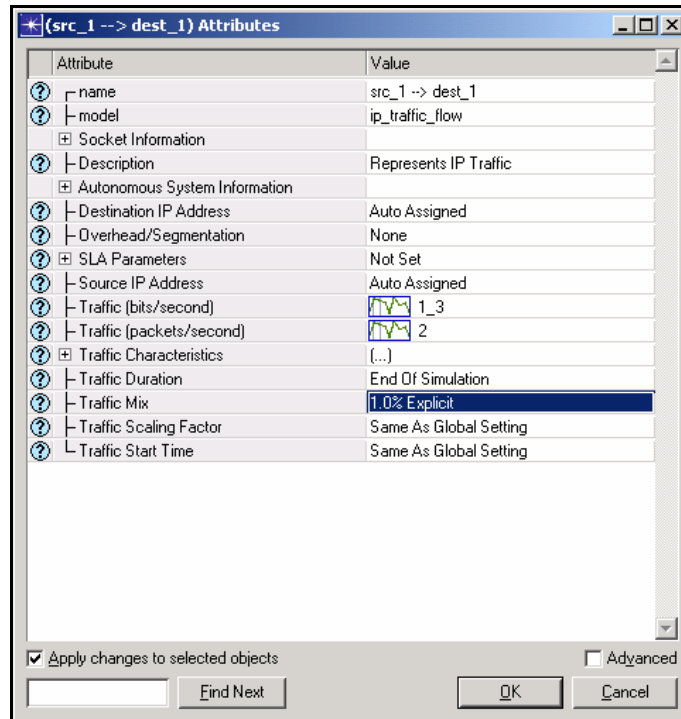 (src_1 --> dest_1) Attributes
Attribute Value
name src_1 --> dest_1
model ip_traffic_flow
Socket Information
Description Represents IP Traffic
Autonomous System Information
Destination IP Address Auto Assigned
Overhead/Segmentation None
SLA Parameters Not Set
Source IP Address Auto Assigned
Traffic (bits/second) 1_3
Traffic (packets/second) 2
Traffic Characteristics (...)
Traffic Duration End Of Simulation
Traffic Mix 1.0% Explicit
Traffic Scaling Factor Same As Global Setting
Traffic Start Time Same As Global Setting
Apply changes to selected objects Advanced
Find Next OK Cancel